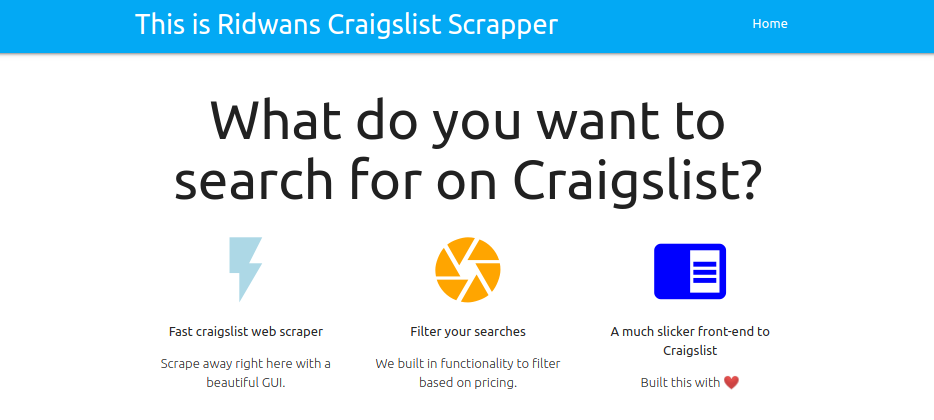 This is Ridwans Craigslist Scrapper
Home
What do you want to
search for on Craigslist?
Fast craigslist web scraper
Scrape away right here with a
beautiful GUI.
Filter your searches
We built in functionality to filter
based on pricing.
A much slicker front-end to
Craigslist
Built this with ❤️